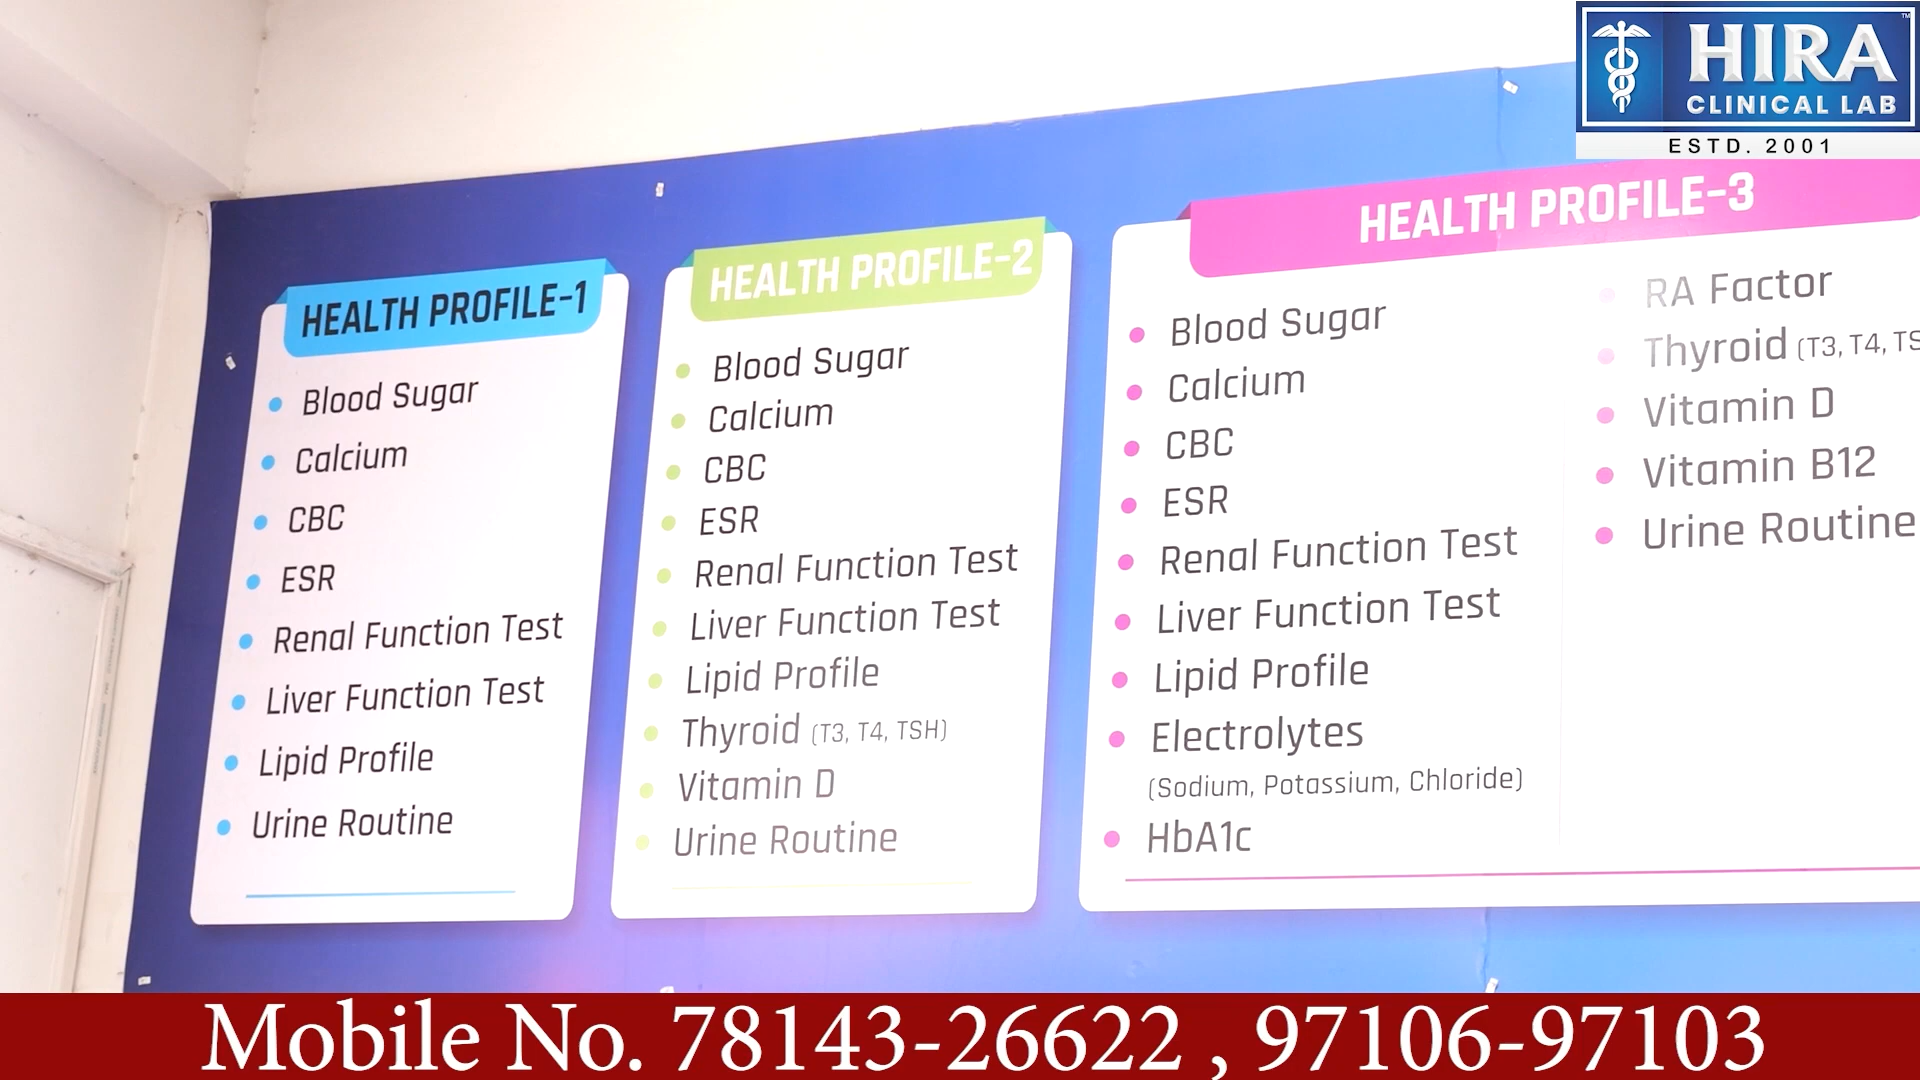 HIRA
TM
CLINICAL LAB
ESTD. 2001
HEALTH PROFILE-1
Blood Sugar
Calcium
CBC
ESR
Renal Function Test
Liver Function Test
Lipid Profile
Urine Routine
HEALTH PROFILE-2
Blood Sugar
Calcium
CBC
ESR
Renal Function Test
Liver Function Test
Lipid Profile
Thyroid (T3, T4, TSH)
Vitamin D
Urine Routine
HEALTH PROFILE-3
Blood Sugar
Calcium
CBC
ESR
Renal Function Test
Liver Function Test
Lipid Profile
Electrolytes
(Sodium, Potassium, Chloride)
HbA1c
RA Factor
Thyroid (T3, T4, TS
Vitamin D
Vitamin B12
Urine Routine
Mobile No. 78143-26622 , 97106-97103